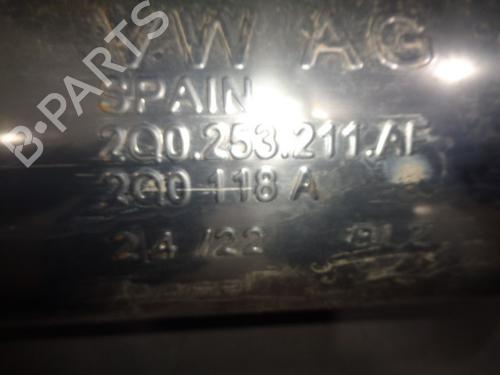 VW AG
SPAIN
2Q0.253.211.AF
2Q0 118 A
24 /22
B-PARTS